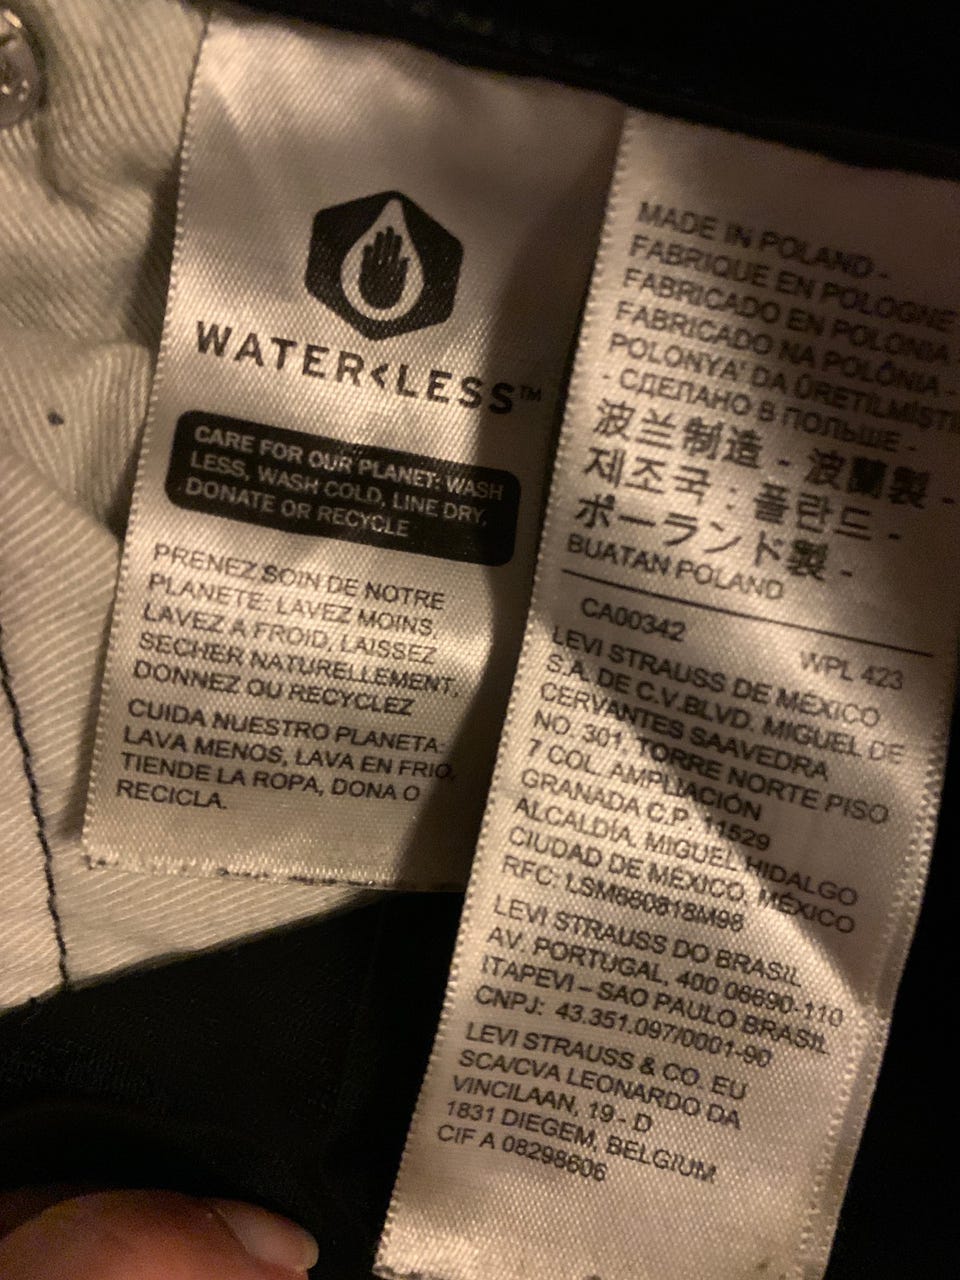 WATER<LESS™
CARE FOR OUR PLANET: WASH
LESS, WASH COLD, LINE DRY,
DONATE OR RECYCLE
PRENEZ SOIN DE NOTRE
PLANETE: LAVEZ MOINS,
LAVEZ A FROID, LAISSEZ
SECHER NATURELLEMENT,
DONNEZ OU RECYCLEZ
CUIDA NUESTRO PLANETA:
LAVA MENOS, LAVA EN FRIO,
TIENDE LA ROPA, DONA O
RECICLA.
MADE IN POLAND -
FABRIQUE EN POLOGNE
FABRICADO EN POLONIA -
FABRICADO NA POLÔNIA -
POLONYA' DA ÜRETİLMİŞTİ
- СДЕЛАНО В ПОЛЬШЕ -
波兰制造 - 波蘭製 -
제조국 : 폴란드 -
ポーランド製 -
BUATAN POLAND
CA00342
WPL 423
LEVI STRAUSS DE MÉXICO
S.A. DE C.V.BLVD. MIGUEL DE
CERVANTES SAAVEDRA
NO. 301, TORRE NORTE PISO
7 COL. AMPLIACIÓN
GRANADA C.P. 11529
ALCALDÍA, MIGUEL HIDALGO
CIUDAD DE MÉXICO, MÉXICO
RFC: LSM880818M98
LEVI STRAUSS DO BRASIL
AV. PORTUGAL, 400 06690-110
ITAPEVI – SAO PAULO BRASIL
CNPJ: 43.351.097/0001-90
LEVI STRAUSS & CO. EU
SCA/CVA LEONARDO DA
VINCILAAN, 19 - D
1831 DIEGEM, BELGIUM
CIF A 08298606